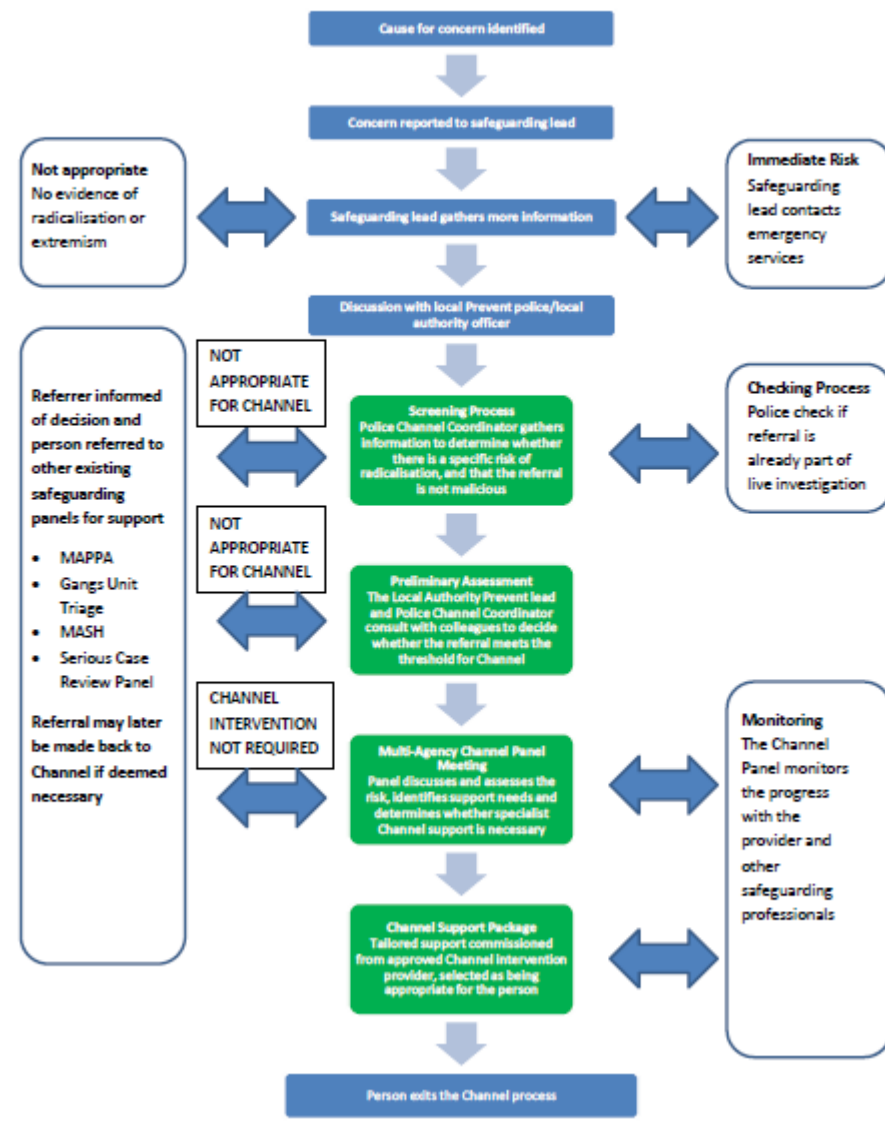 Cause for concern identified
Concern reported to safeguarding lead
Not appropriate
No evidence of
radicalisation or
extremism
Safeguarding lead gathers more information
Immediate Risk
Safeguarding
lead contacts
emergency
services
Discussion with local Prevent police/local
authority officer
Referrer informed
of decision and
person referred to
other existing
safeguarding
panels for support
• MAPPA
• Gangs Unit
Triage
• MASH
• Serious Case
Review Panel
Referral may later
be made back to
Channel if deemed
necessary
NOT
APPROPRIATE
FOR CHANNEL
Screening Process
Police Channel Coordinator gathers
information to determine whether
there is a specific risk of
radicalisation, and that the referral
is not malicious
Checking Process
Police check if
referral is
already part of
live investigation
NOT
APPROPRIATE
FOR CHANNEL
Preliminary Assessment
The Local Authority Prevent lead
and Police Channel Coordinator
consult with colleagues to decide
whether the referral meets the
threshold for Channel
CHANNEL
INTERVENTION
NOT REQUIRED
Multi-Agency Channel Panel
Meeting
Panel discusses and assesses the
risk, identifies support needs and
determines whether specialist
Channel support is necessary
Monitoring
The Channel
Panel monitors
the progress
with the
provider and
other
safeguarding
professionals
Channel Support Package
Tailored support commissioned
from approved Channel intervention
provider, selected as being
appropriate for the person
Person exits the Channel process